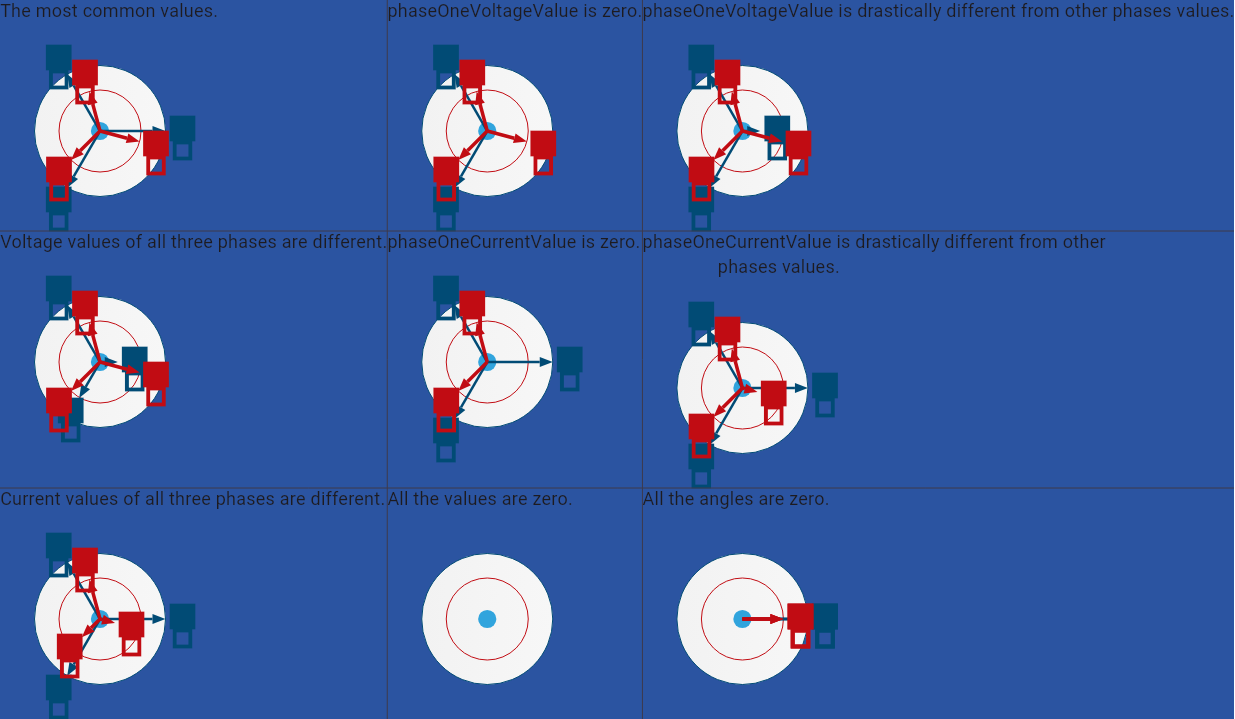 The most common values.
phaseOneVoltageValue is zero.
phaseOneVoltageValue is drastically different from other phases values.
Voltage values of all three phases are different.
phaseOneCurrentValue is zero.
phaseOneCurrentValue is drastically different from other
phases values.
Current values of all three phases are different.
All the values are zero.
All the angles are zero.